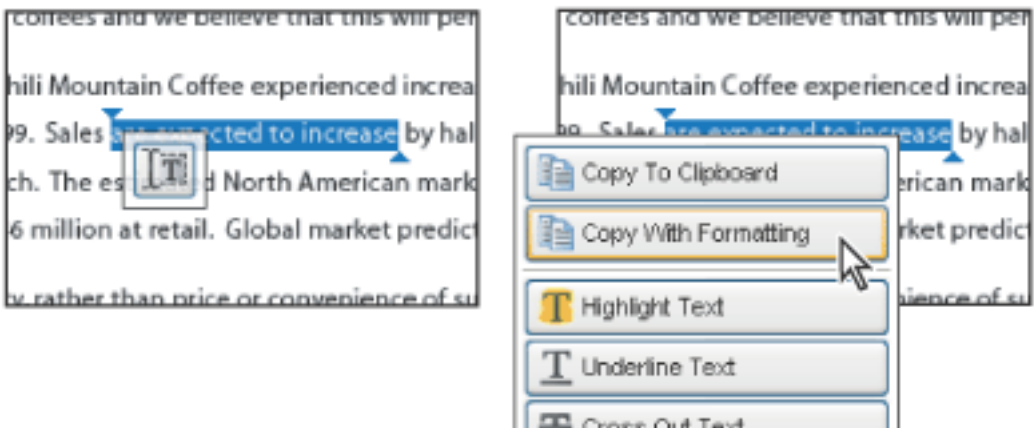 coffees and we believe that this will per
hili Mountain Coffee experienced increa
99. Sales are expected to increase by hal
ch. The es d North American mark
6 million at retail. Global market predict
y, rather than price or convenience of su
coffees and we believe that this will per
hili Mountain Coffee experienced increa
99. Sales are expected to increase by hal
Copy To Clipboard
erican mark
Copy With Formatting
rket predict
Highlight Text
ience of su
Underline Text
Cross Out Text